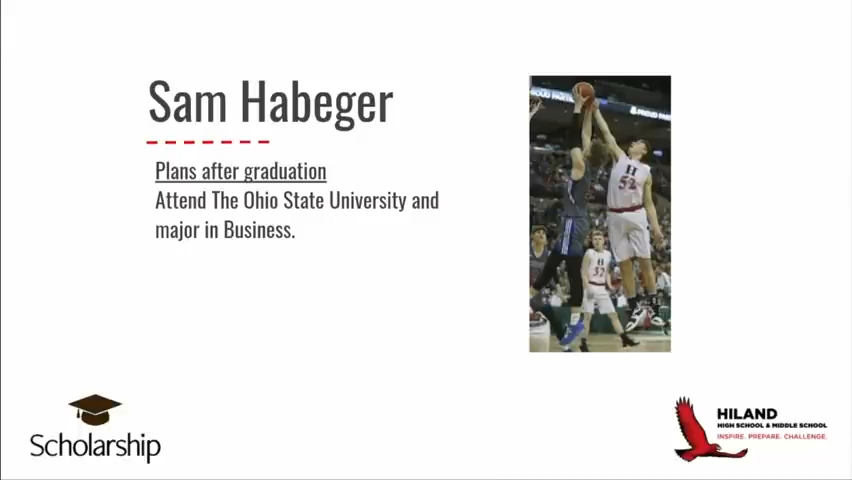 Sam Habeger
Plans after graduation
Attend The Ohio State University and
major in Business.
H
52
H
Scholarship
HILAND
HIGH SCHOOL & MIDDLE SCHOOL
INSPIRE. PREPARE. CHALLENGE.